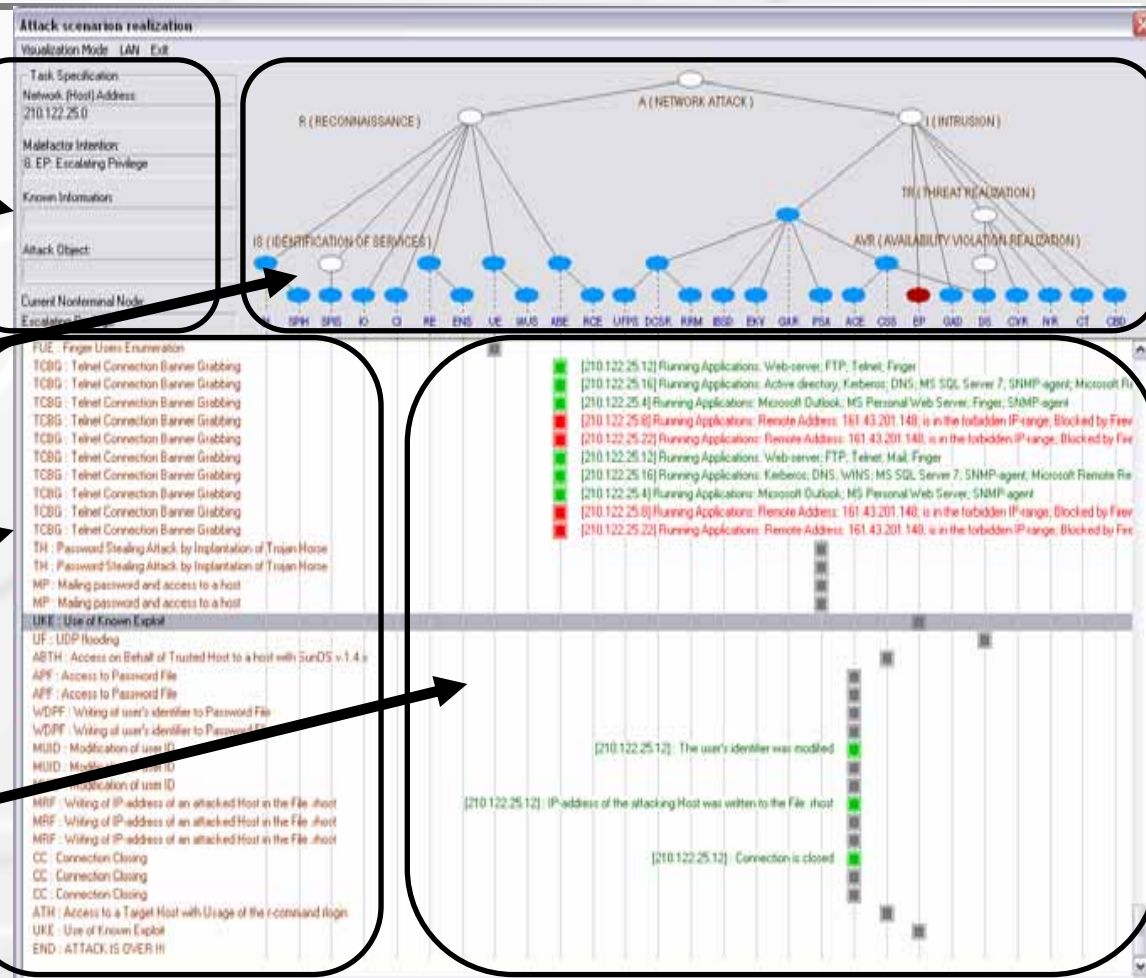 Attack scenarion realization
Visualization Mode LAN Exit
Task Specification
Network (Host) Address:
210.122.25.0
Malefactor Intention:
8. EP: Escalating Privilege
Known Information:
Attack Object:
Current Nonterminal Node:
A ( NETWORK ATTACK )
R ( RECONNAISSANCE )
I ( INTRUSION )
TR ( THREAT REALIZATION )
IS ( IDENTIFICATION OF SERVICES )
AVR ( AVAILABILITY VIOLATION REALIZATION )
SPIS IO CI RE ENS UE ABE RCE UFPS DOSR RRM IBSD EKV GAR PSA ACE CSS EP GAD DS CVR IVR CT CBD
FUE : Finger Users Enumeration
TCBG : Telnet Connection Banner Grabbing [210.122.25.12] Running Applications: Web-server; FTP; Telnet; Finger
TCBG : Telnet Connection Banner Grabbing [210.122.25.16] Running Applications: Active directory; Kerberos; DNS; MS SQL Server 7; SNMP-agent; Microsoft Re
TCBG : Telnet Connection Banner Grabbing [210.122.25.4] Running Applications: Microsoft Outlook; MS Personal Web Server; Finger; SNMP-agent
TCBG : Telnet Connection Banner Grabbing [210.122.25.8] Running Applications: Remote Address: 161.43.201.148; is in the forbidden IP-range; Blocked by Firew
TCBG : Telnet Connection Banner Grabbing [210.122.25.22] Running Applications: Remote Address: 161.43.201.148; is in the forbidden IP-range; Blocked by Fire
TCBG : Telnet Connection Banner Grabbing [210.122.25.12] Running Applications: Web-server; FTP; Telnet; Mail; Finger
TCBG : Telnet Connection Banner Grabbing [210.122.25.16] Running Applications: Kerberos; DNS; WINS; MS SQL Server 7; SNMP-agent; Microsoft Remote Re
TCBG : Telnet Connection Banner Grabbing [210.122.25.4] Running Applications: Microsoft Outlook; MS Personal Web Server; SNMP-agent
TCBG : Telnet Connection Banner Grabbing [210.122.25.8] Running Applications: Remote Address: 161.43.201.148; is in the forbidden IP-range; Blocked by Firew
TCBG : Telnet Connection Banner Grabbing [210.122.25.22] Running Applications: Remote Address: 161.43.201.148; is in the forbidden IP-range; Blocked by Fire
TH : Password Stealing Attack by Implantation of Trojan Horse
TH : Password Stealing Attack by Implantation of Trojan Horse
MP : Mailing password and access to a host
MP : Mailing password and access to a host
UKE : Use of Known Exploit
UF : UDP flooding
ABTH : Access on Behalf of Trusted Host to a host with SunOS v.1.4.x
APF : Access to Password File
APF : Access to Password File
WDPF : Writing of user's identifier to Password File
WDPF : Writing of user's identifier to Password File
MUID : Modification of user ID [210.122.25.12] : The user's identifier was modified
MUID : Modification of user ID
Modification of user ID
MRF : Writing of IP-address of an attacked Host in the File .rhost [210.122.25.12] : IP-address of the attacking Host was written to the File .rhost
MRF : Writing of IP-address of an attacked Host in the File .rhost
MRF : Writing of IP-address of an attacked Host in the File .rhost
CC : Connection Closing [210.122.25.12] : Connection is closed
CC : Connection Closing
CC : Connection Closing
ATH : Access to a Target Host with Usage of the r-command rlogin
UKE : Use of Known Exploit
END : ATTACK IS OVER !!!